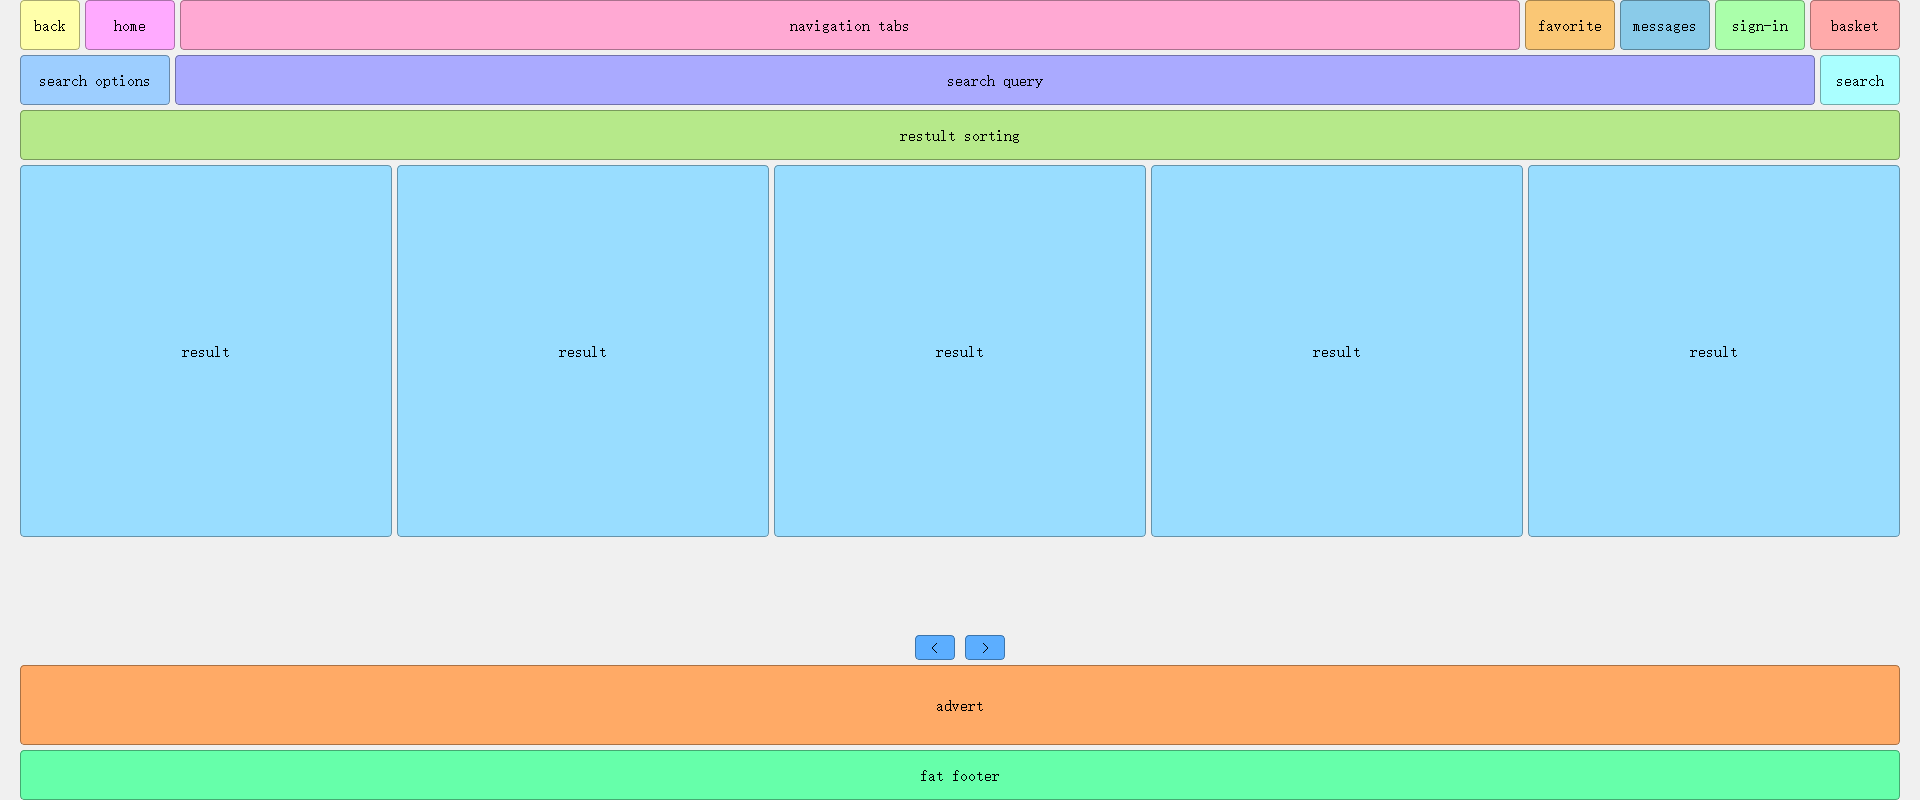 back home navigation tabs favorite messages sign-in basket
search options search query search
restult sorting
result result result result result
< >
advert
fat footer